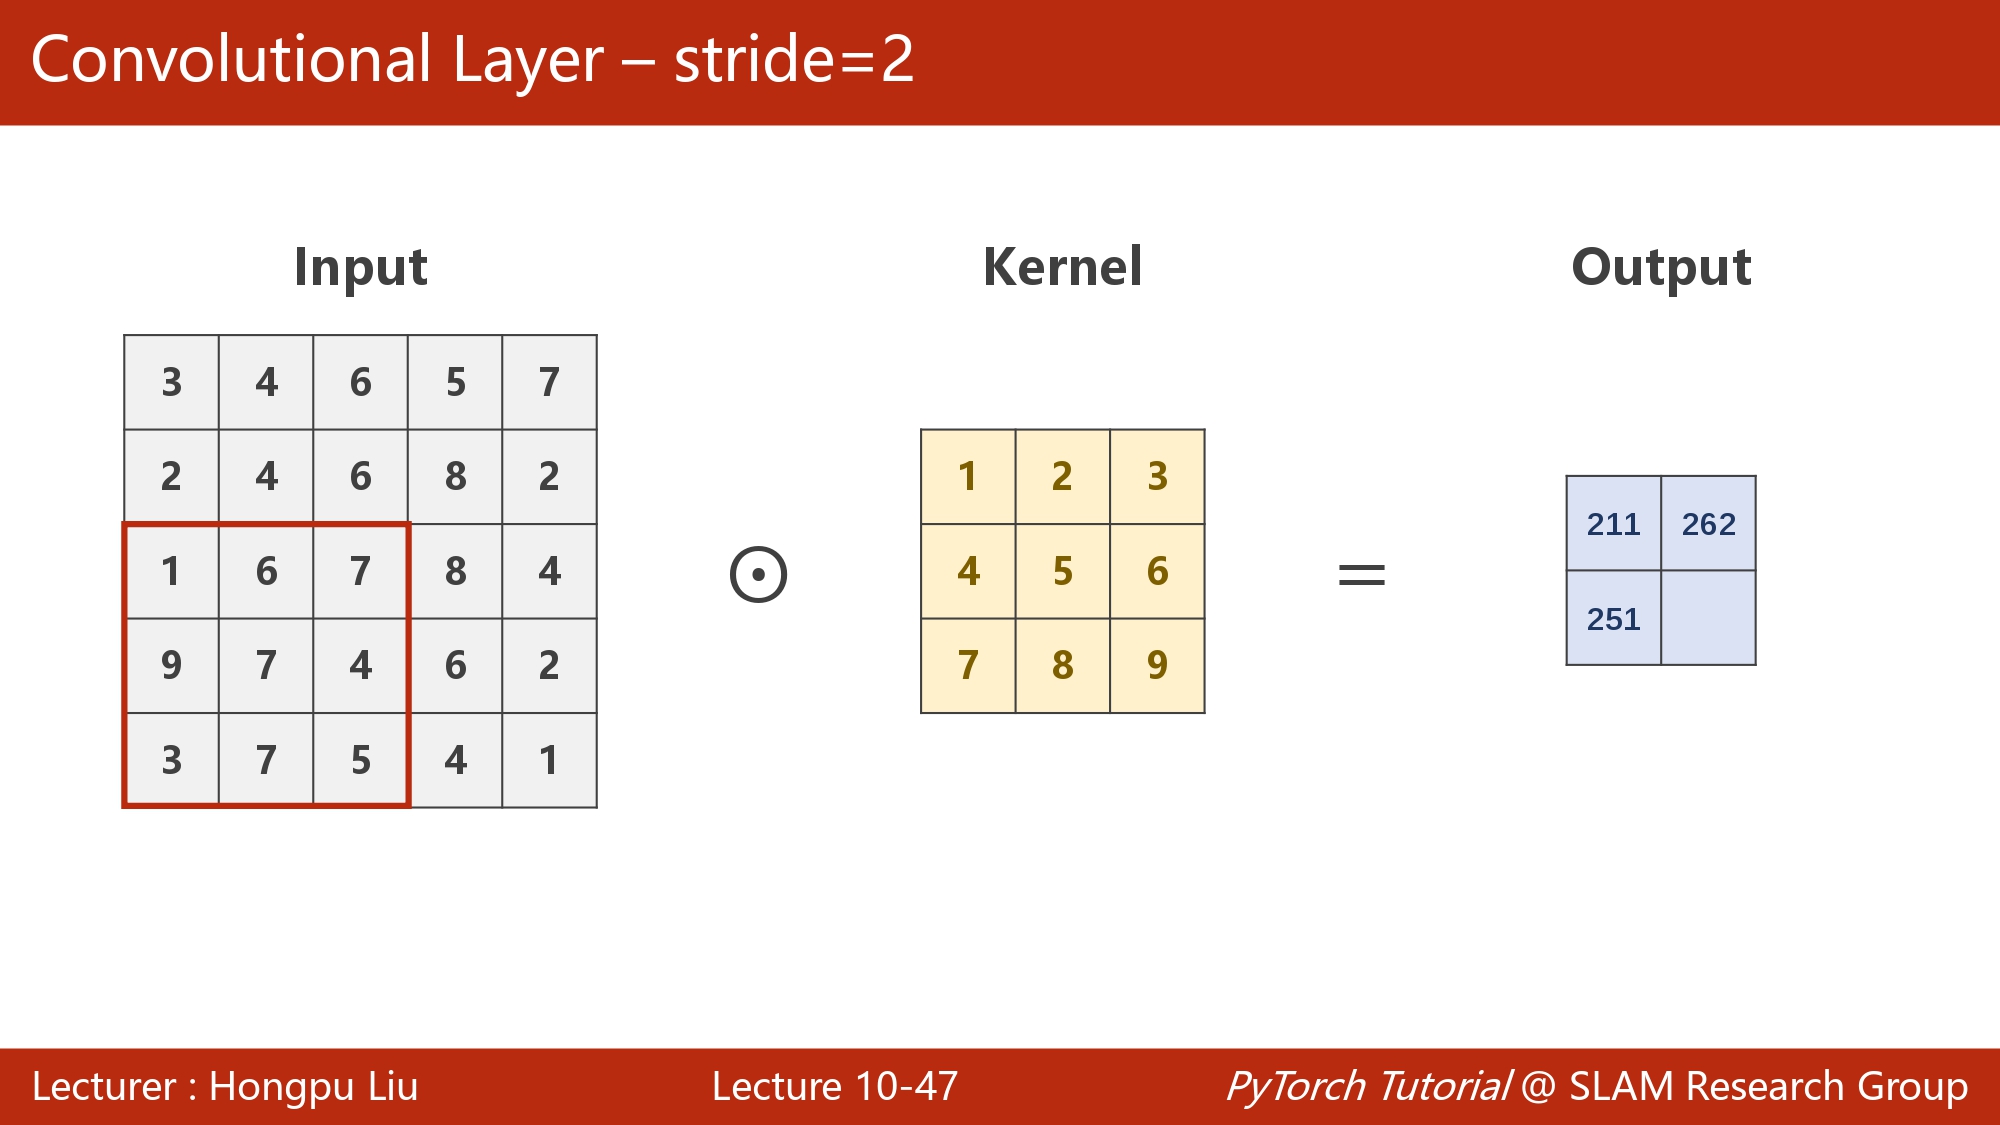 Convolutional Layer – stride=2
Input
3 4 6 5 7
2 4 6 8 2
1 6 7 8 4
9 7 4 6 2
3 7 5 4 1
⊙
Kernel
1 2 3
4 5 6
7 8 9
=
Output
211 262
251
Lecturer : Hongpu Liu
Lecture 10-47
PyTorch Tutorial @ SLAM Research Group